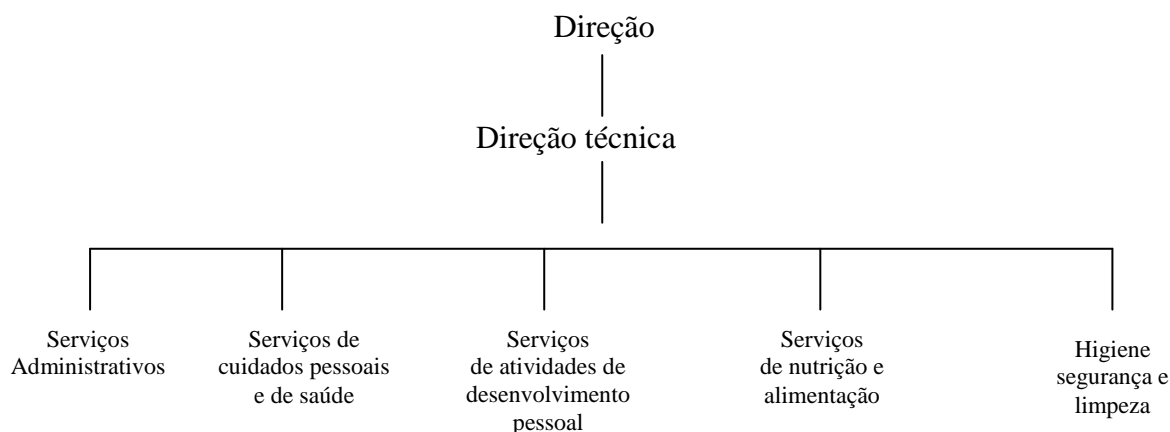 Direção
Direção técnica
Serviços
Administrativos
Serviços de
cuidados pessoais
e de saúde
Serviços
de atividades de
desenvolvimento
pessoal
Serviços
de nutrição e
alimentação
Higiene
segurança e
limpeza